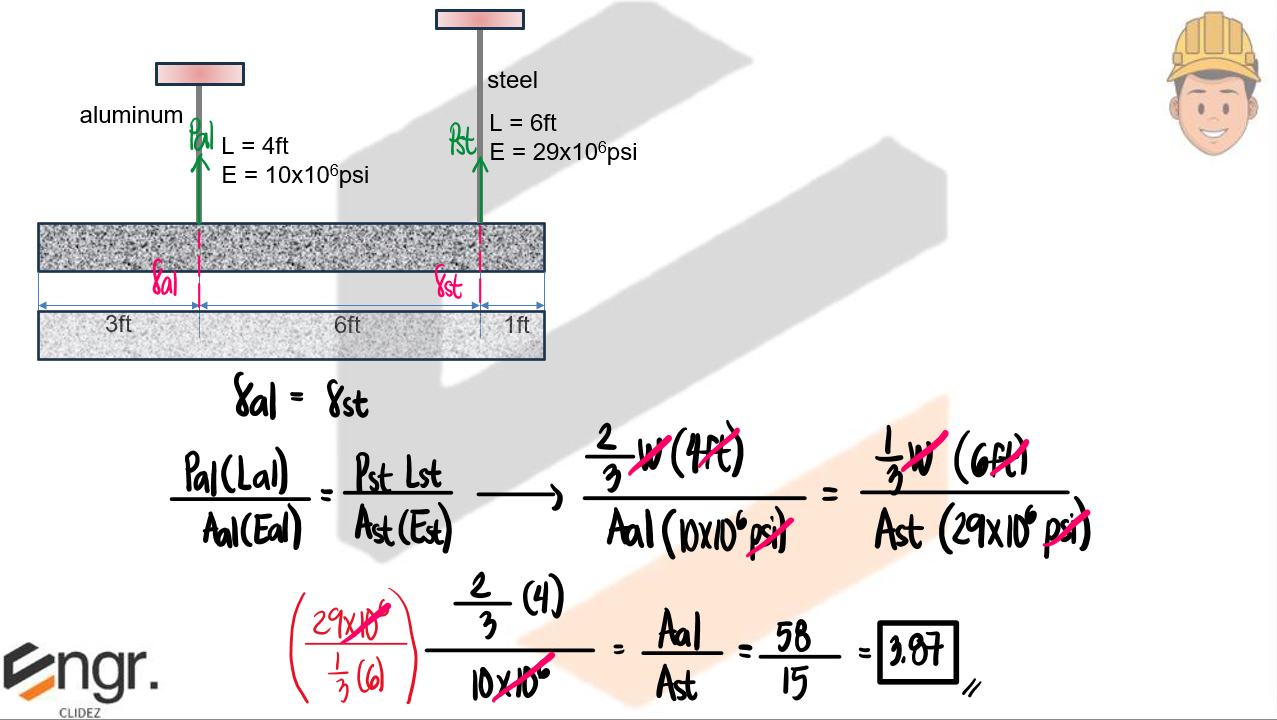 steel
aluminum
L = 6ft
E = 29x10⁶psi
Pal
Pst
L = 4ft
E = 10x10⁶psi
δal
δst
3ft
6ft
1ft
δal = δst
Pal(Lal) / Aal(Eal) = Pst Lst / Ast(Est) → 2/3 W (4ft) / Aal (10x10⁶ psi) = 1/3 W (6ft) / Ast (29x10⁶ psi)
(29x10⁶ / 1/3 (6)) 2/3 (4) / 10x10⁶ = Aal / Ast = 58 / 15 = 3.87 //
Engr.
CLIDEZ